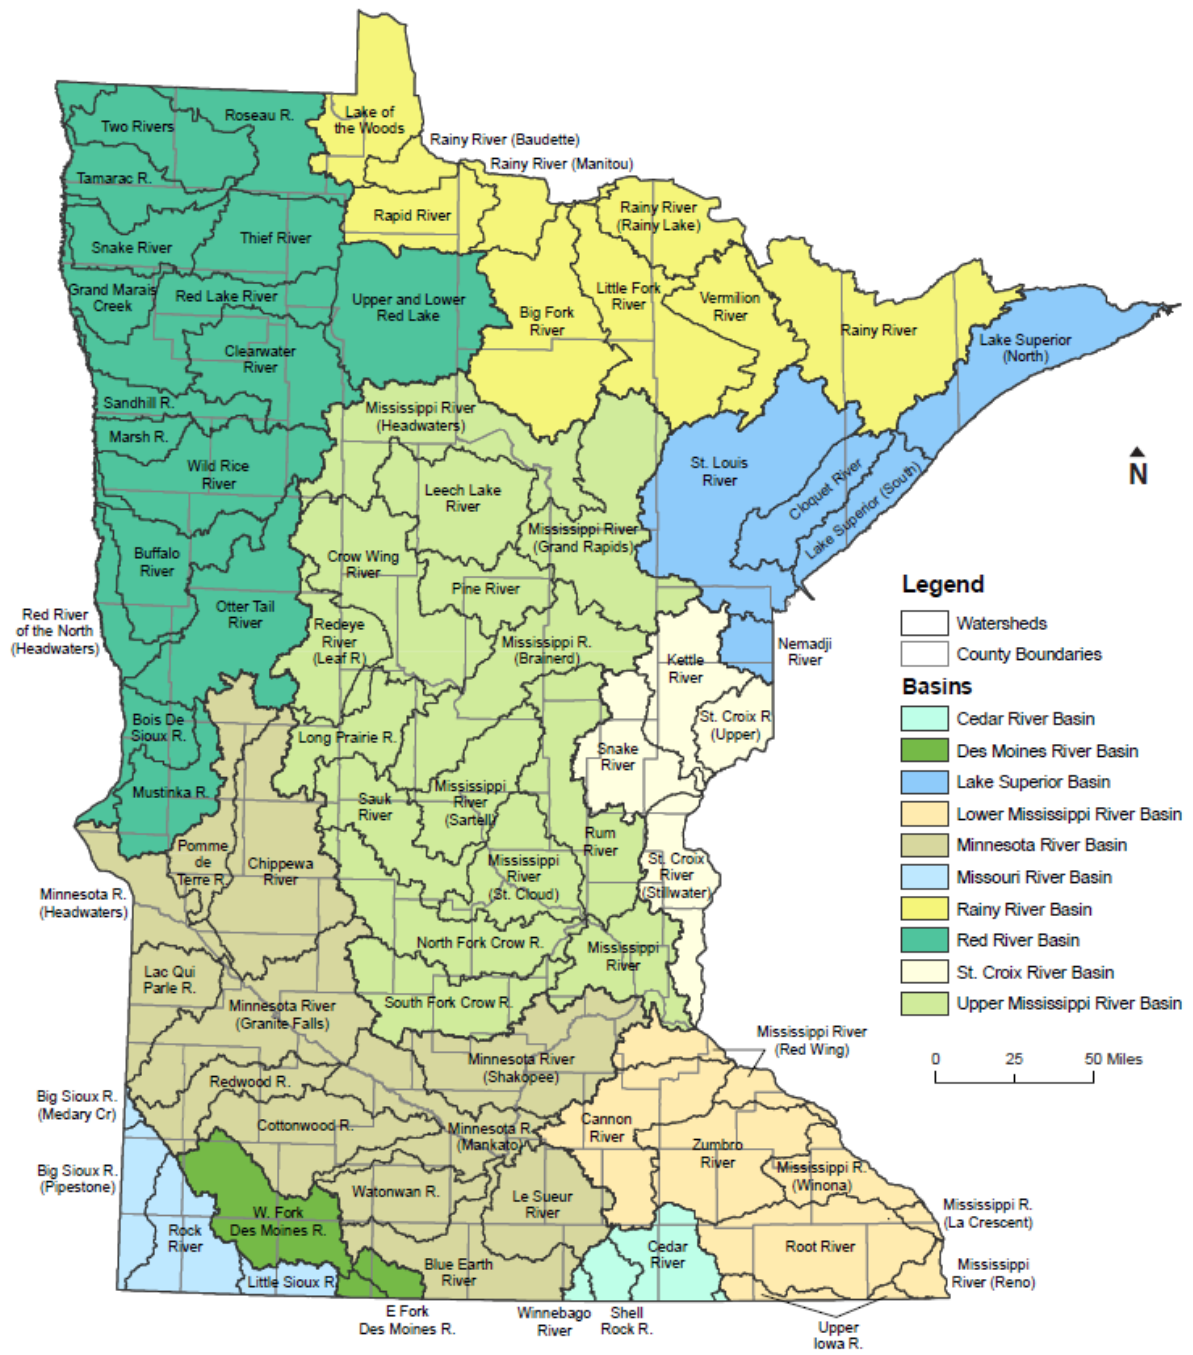 Lake of
the Woods
Two Rivers
Roseau R.
Rainy River (Baudette)
Rainy River (Manitou)
Tamarac R.
Rapid River
Rainy River
(Rainy Lake)
Snake River
Thief River
Grand Marais
Creek
Red Lake River
Upper and Lower
Red Lake
Big Fork
River
Little Fork
River
Vermilion
River
Rainy River
Lake Superior
(North)
Clearwater
River
Sandhill R.
Mississippi River
(Headwaters)
Marsh R.
Wild Rice
River
Leech Lake
River
St. Louis
River
Cloquet River
Lake Superior (South)
N
Mississippi River
(Grand Rapids)
Buffalo
River
Crow Wing
River
Pine River
Otter Tail
River
Red River
of the North
(Headwaters)
Redeye
River
(Leaf R)
Mississippi R.
(Brainerd)
Kettle
River
Nemadji
River
Bois De
Sioux R.
Long Prairie R.
St. Croix R
(Upper)
Snake
River
Mustinka R.
Sauk
River
Mississippi
River
(Sartell)
Rum
River
Pomme
de
Terre R
Chippewa
River
Mississippi
River
(St. Cloud)
St. Croix
River
(Stillwater)
Minnesota R.
(Headwaters)
North Fork Crow R.
Mississippi
River
Lac Qui
Parle R.
Minnesota River
(Granite Falls)
South Fork Crow R.
Minnesota River
(Shakopee)
Mississippi River
(Red Wing)
Redwood R.
Big Sioux R.
(Medary Cr)
Cottonwood R.
Minnesota R.
(Mankato)
Cannon
River
Zumbro
River
Big Sioux R.
(Pipestone)
Watonwan R.
Le Sueur
River
Mississippi R.
(Winona)
W. Fork
Des Moines R.
Rock
River
Mississippi R.
(La Crescent)
Cedar
River
Root River
Little Sioux R
Blue Earth
River
Mississippi
River (Reno)
E Fork
Des Moines R.
Winnebago
River
Shell
Rock R.
Upper
Iowa R.
Legend
Watersheds
County Boundaries
Basins
Cedar River Basin
Des Moines River Basin
Lake Superior Basin
Lower Mississippi River Basin
Minnesota River Basin
Missouri River Basin
Rainy River Basin
Red River Basin
St. Croix River Basin
Upper Mississippi River Basin
0 25 50 Miles